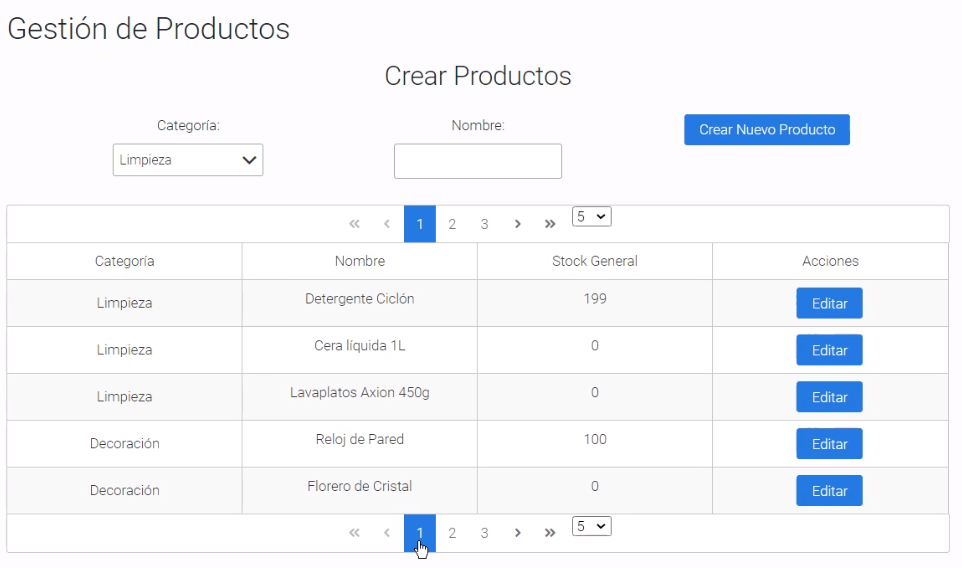 Gestión de Productos
Crear Productos
Categoría: Nombre: Crear Nuevo Producto
Limpieza
« ‹ 1 2 3 › » 5
Categoría Nombre Stock General Acciones
Limpieza Detergente Ciclón 199 Editar
Limpieza Cera líquida 1L 0 Editar
Limpieza Lavaplatos Axion 450g 0 Editar
Decoración Reloj de Pared 100 Editar
Decoración Florero de Cristal 0 Editar
« ‹ 1 2 3 › » 5